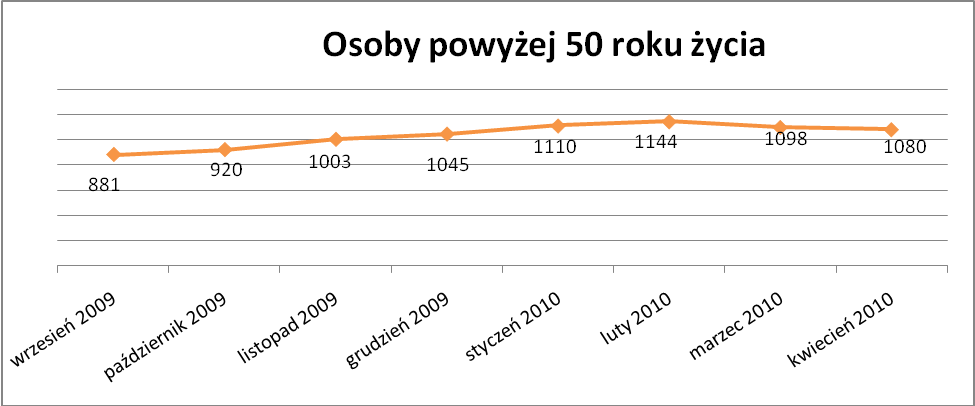 Osoby powyżej 50 roku życia
881
920
1003
1045
1110
1144
1098
1080
wrzesień 2009
październik 2009
listopad 2009
grudzień 2009
styczeń 2010
luty 2010
marzec 2010
kwiecień 2010